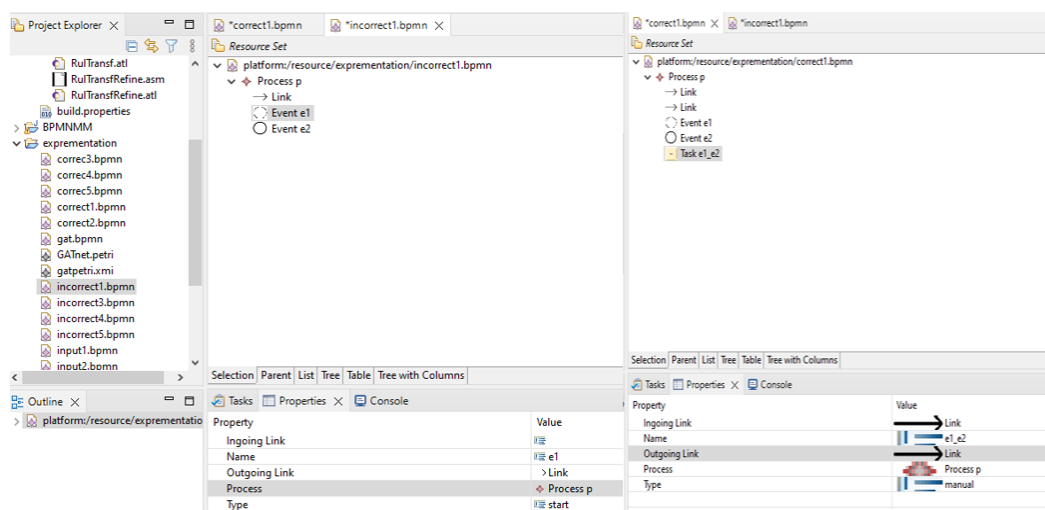 Project Explorer
RulTransf.atl
RulTransfRefine.asm
RulTransfRefine.atl
build.properties
BPMNMM
exprementation
correc3.bpmn
correc4.bpmn
correc5.bpmn
correct1.bpmn
correct2.bpmn
gat.bpmn
GATnet.petri
gatpetri.xmi
incorrect1.bpmn
incorrect3.bpmn
incorrect4.bpmn
incorrect5.bpmn
input1.bpmn
input2.bpmn
Outline
platform:/resource/exprementatio
*correct1.bpmn *incorrect1.bpmn
Resource Set
platform:/resource/exprementation/incorrect1.bpmn
Process p
Link
Event e1
Event e2
Selection Parent List Tree Table Tree with Columns
Tasks Properties Console
Property Value
Ingoing Link
Name e1
Outgoing Link Link
Process Process p
Type start
*correct1.bpmn *incorrect1.bpmn
Resource Set
platform:/resource/exprementation/correct1.bpmn
Process p
Link
Link
Event e1
Event e2
Task e1_e2
Selection Parent List Tree Table Tree with Columns
Tasks Properties Console
Property Value
Ingoing Link Link
Name e1_e2
Outgoing Link Link
Process Process p
Type manual